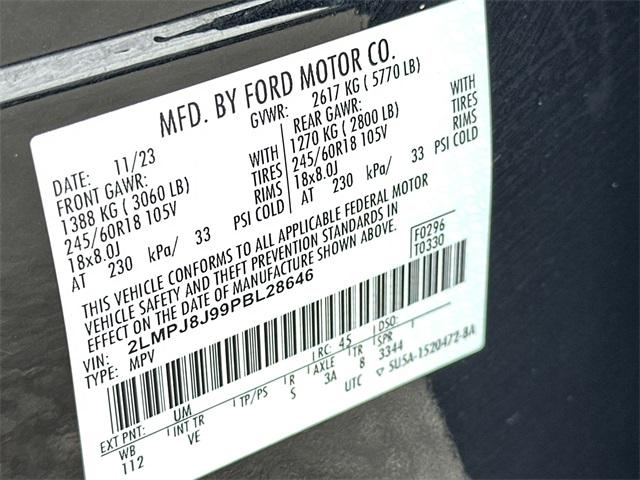 MFD. BY FORD MOTOR CO.
DATE: 11/23 GVWR: 2617 KG ( 5770 LB)
FRONT GAWR: WITH REAR GAWR: WITH
1388 KG ( 3060 LB) TIRES 1270 KG ( 2800 LB) TIRES
245/60R18 105V RIMS 245/60R18 105V RIMS
18x8.0J PSI COLD 18x8.0J PSI COLD
AT 230 kPa/ 33 AT 230 kPa/ 33
THIS VEHICLE CONFORMS TO ALL APPLICABLE FEDERAL MOTOR
VEHICLE SAFETY AND THEFT PREVENTION STANDARDS IN
EFFECT ON THE DATE OF MANUFACTURE SHOWN ABOVE.
F0296
T0330
VIN: 2LMPJ8J99PBL28646
TYPE: MPV
EXT PNT: UM RC: 45 DSO:
WB INT TR TP/PS R AXLE TR SPR
112 VE S 3A 8 3344
UTC 5U5A-1520472-BA